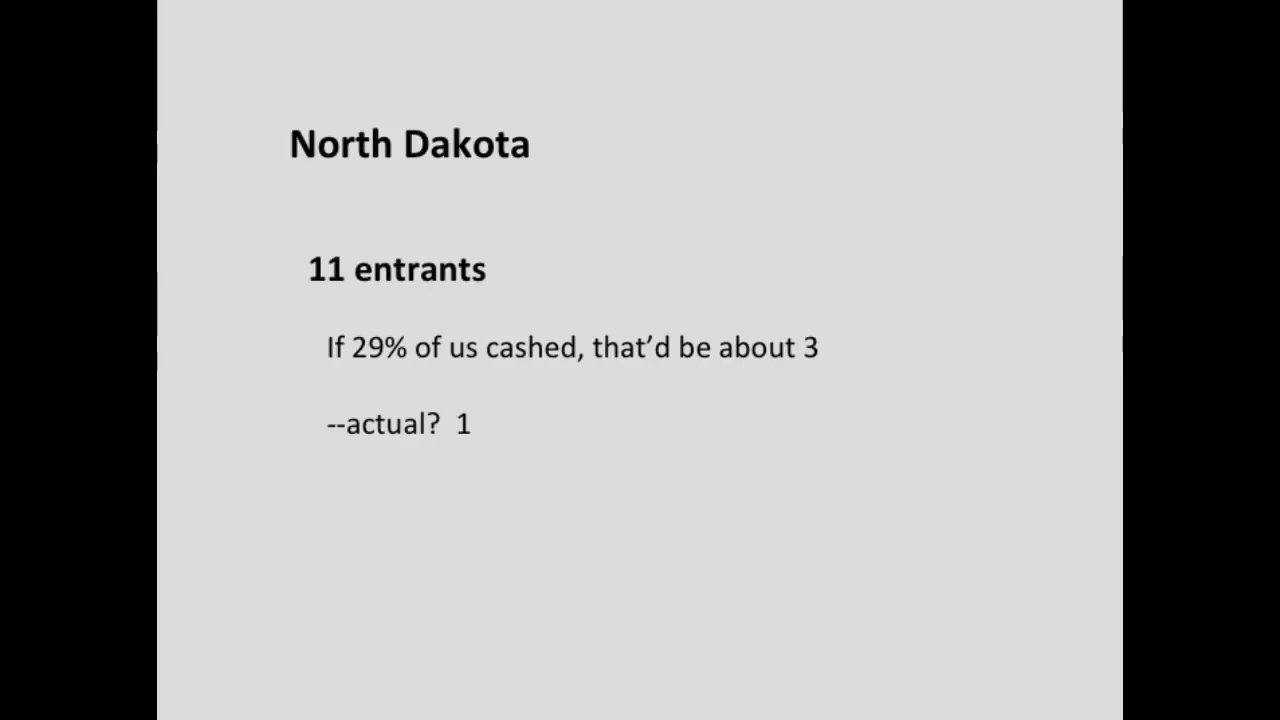 North Dakota
11 entrants
If 29% of us cashed, that’d be about 3
--actual?  1